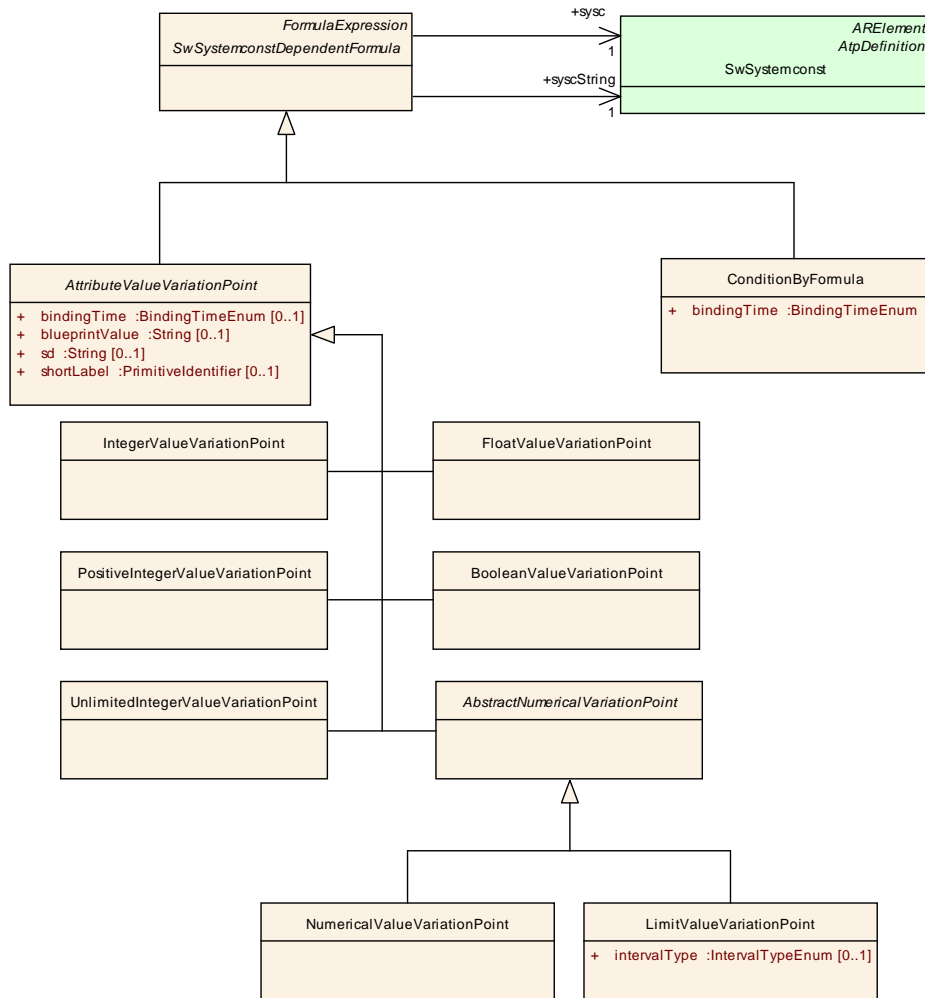 FormulaExpression
SwSystemconstDependentFormula
+sysc
1
+syscString
1
ARElement
AtpDefinition
SwSystemconst
AttributeValueVariationPoint
+ bindingTime :BindingTimeEnum [0..1]
+ blueprintValue :String [0..1]
+ sd :String [0..1]
+ shortLabel :PrimitiveIdentifier [0..1]
ConditionByFormula
+ bindingTime :BindingTimeEnum
IntegerValueVariationPoint
FloatValueVariationPoint
PositiveIntegerValueVariationPoint
BooleanValueVariationPoint
UnlimitedIntegerValueVariationPoint
AbstractNumericalVariationPoint
NumericalValueVariationPoint
LimitValueVariationPoint
+ intervalType :IntervalTypeEnum [0..1]